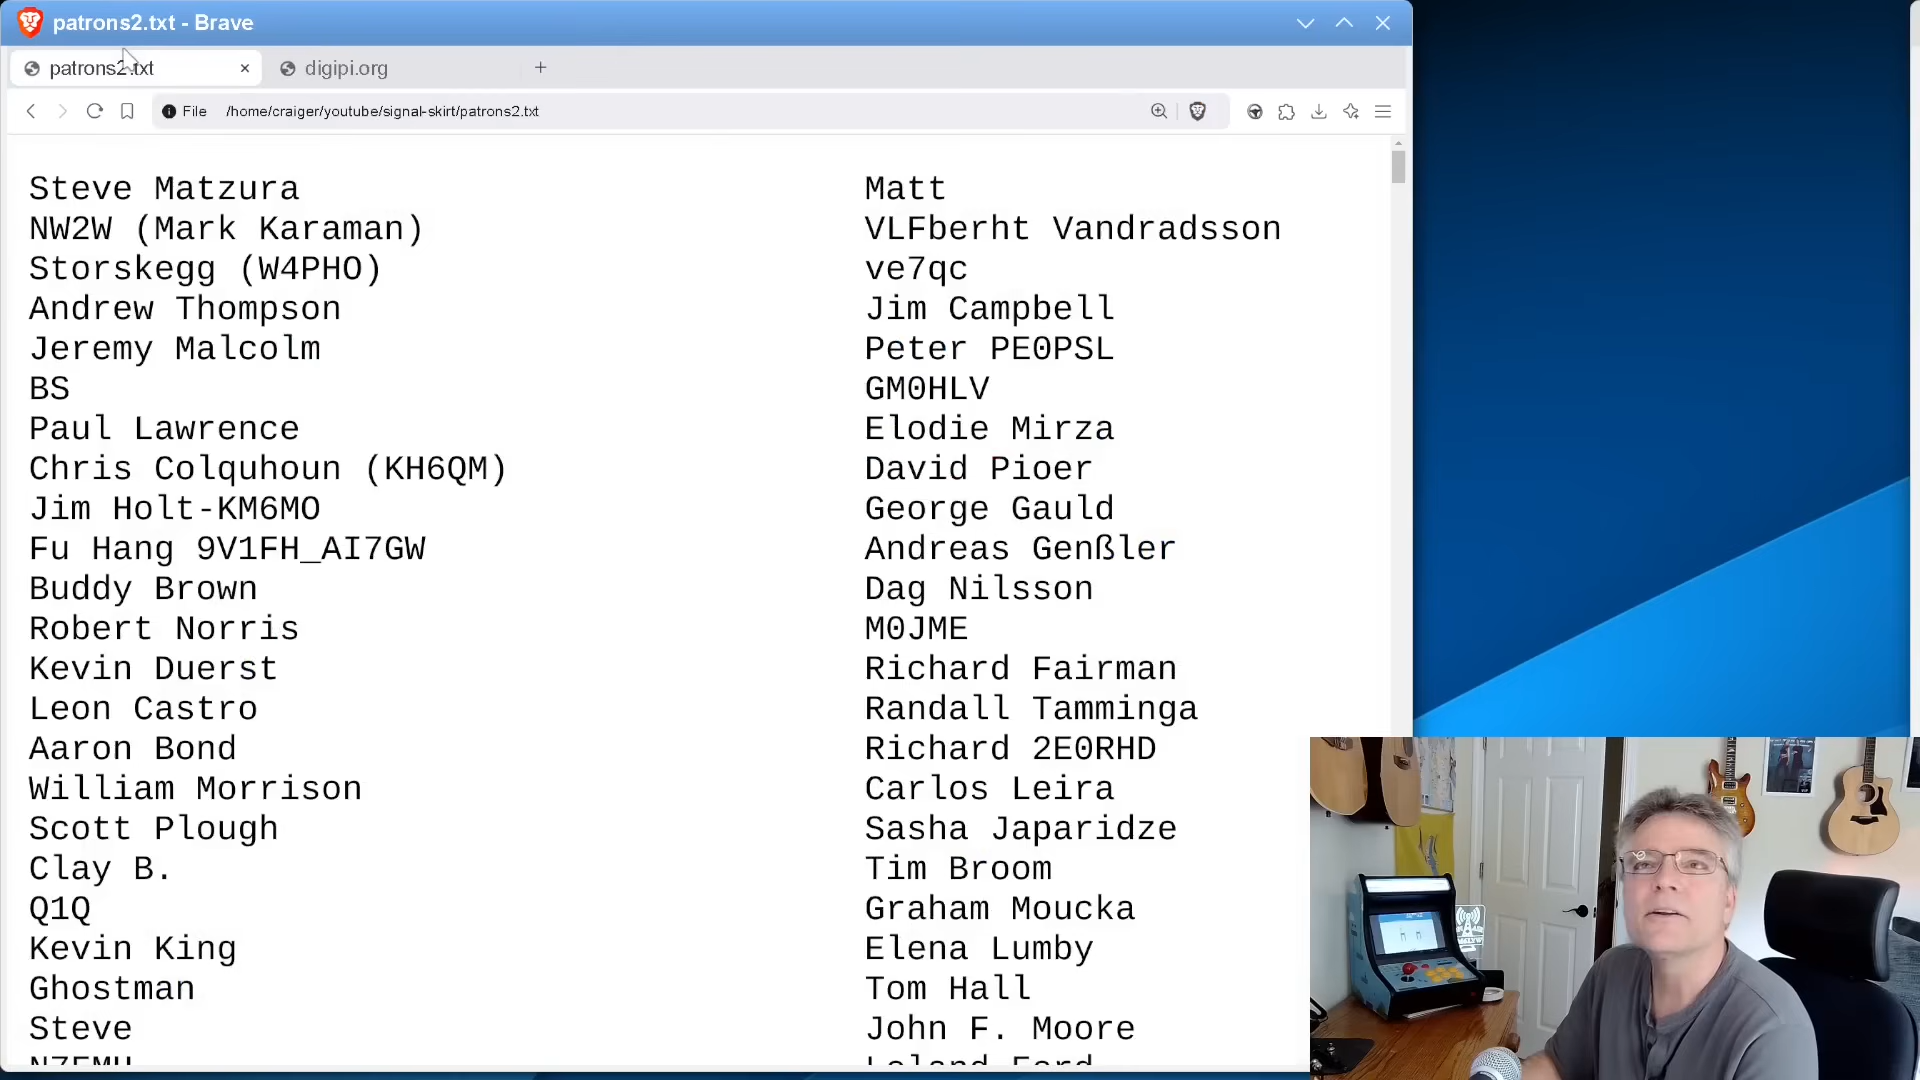 patrons2.txt - Brave
patrons2.txt
digipi.org
File /home/craiger/youtube/signal-skirt/patrons2.txt
Steve Matzura
NW2W (Mark Karaman)
Storskegg (W4PHO)
Andrew Thompson
Jeremy Malcolm
BS
Paul Lawrence
Chris Colquhoun (KH6QM)
Jim Holt-KM6MO
Fu Hang 9V1FH_AI7GW
Buddy Brown
Robert Norris
Kevin Duerst
Leon Castro
Aaron Bond
William Morrison
Scott Plough
Clay B.
Q1Q
Kevin King
Ghostman
Steve
Matt
VLFberht Vandradsson
ve7qc
Jim Campbell
Peter PE0PSL
GM0HLV
Elodie Mirza
David Pioer
George Gauld
Andreas Genßler
Dag Nilsson
M0JME
Richard Fairman
Randall Tamminga
Richard 2E0RHD
Carlos Leira
Sasha Japaridze
Tim Broom
Graham Moucka
Elena Lumby
Tom Hall
John F. Moore
Leland Ford